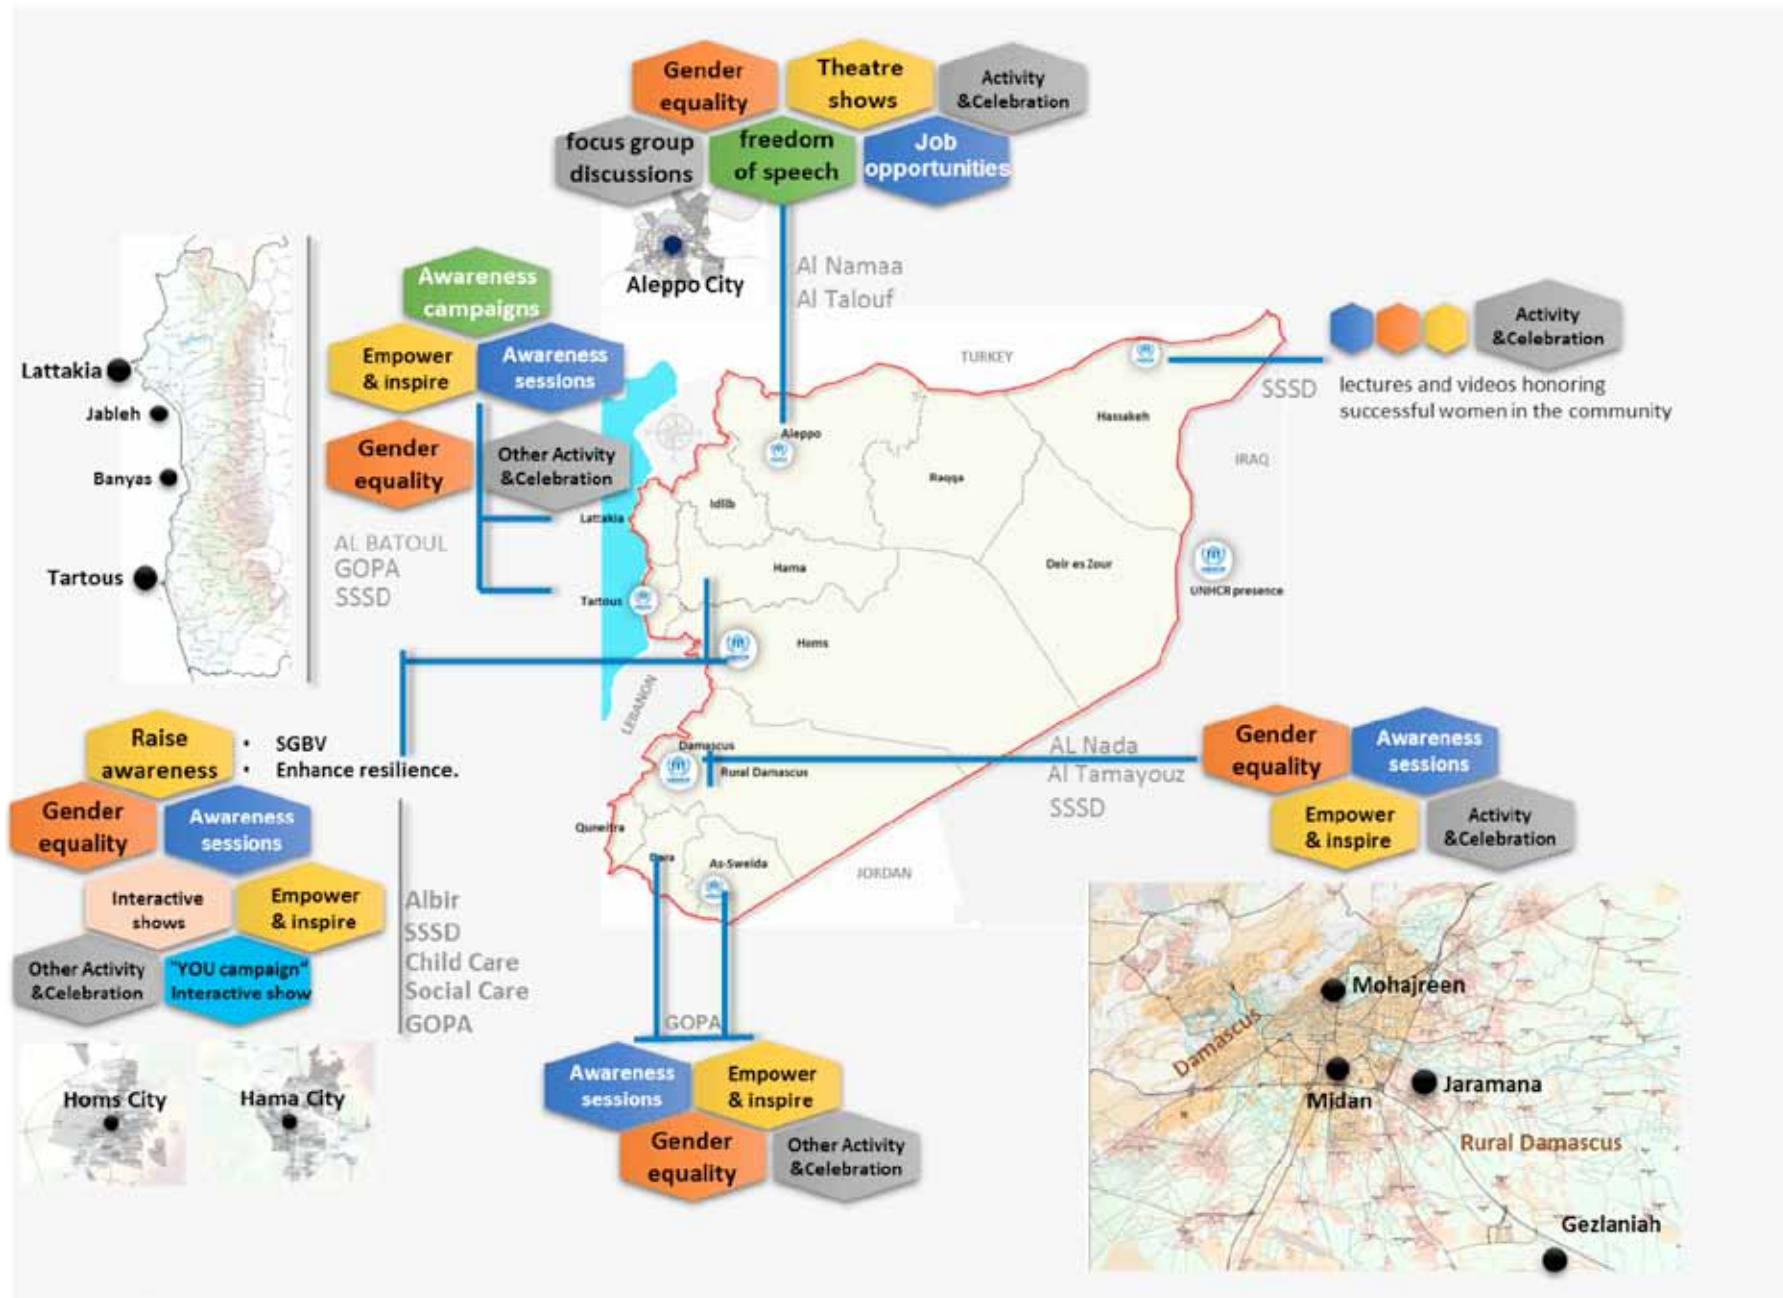 Gender
equality
Theatre
shows
Activity
&Celebration
focus group
discussions
freedom
of speech
Job
opportunities
Aleppo City
Al Namaa
Al Talouf
Awareness
campaigns
Empower
& inspire
Awareness
sessions
Gender
equality
Other Activity
&Celebration
AL BATOUL
GOPA
SSSD
Lattakia
Jableh
Banyas
Tartous
Activity
&Celebration
SSSD
lectures and videos honoring
successful women in the community
TURKEY
IRAQ
LEBANON
JORDAN
Hassakeh
Aleppo
Raqqa
Idlib
Lattakia
Hama
Deir es Zour
Tartous
Homs
UNHCR presence
Damascus
Rural Damascus
Quneitra
Dara
As-Sweida
Raise
awareness
• SGBV
• Enhance resilience.
Gender
equality
Awareness
sessions
Interactive
shows
Empower
& inspire
Other Activity
&Celebration
"YOU campaign"
Interactive show
Albir
SSSD
Child Care
Social Care
GOPA
Homs City
Hama City
GOPA
Awareness
sessions
Empower
& inspire
Gender
equality
Other Activity
&Celebration
AL Nada
Al Tamayouz
SSSD
Gender
equality
Awareness
sessions
Empower
& inspire
Activity
&Celebration
Mohajreen
Damascus
Midan
Jaramana
Rural Damascus
Gezlaniah